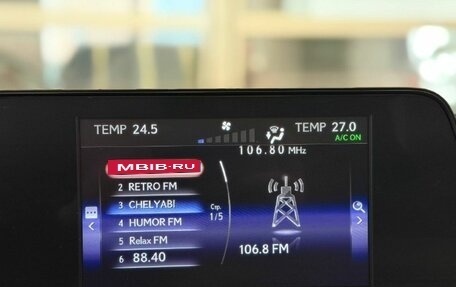 TEMP 24.5
TEMP 27.0
A/C ON
106.80 MHz
MBIB-RU
2 RETRO FM
3 CHELYABI
4 HUMOR FM
5 Relax FM
6 88.40
Стр.
1/5
106.8 FM